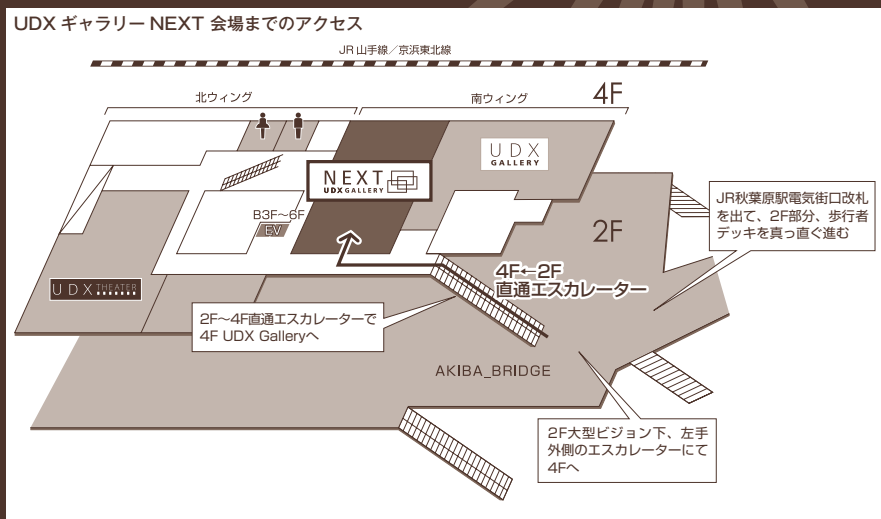 UDX ギャラリー NEXT 会場までのアクセス
JR 山手線／京浜東北線
北ウィング
南ウィング
4F
UDX
GALLERY
NEXT
UDX GALLERY
B3F〜6F
EV
2F
JR秋葉原駅電気街口改札
を出て、2F部分、歩行者
デッキを真っ直ぐ進む
4F←2F
直通エスカレーター
UDX THEATER
2F〜4F直通エスカレーターで
4F UDX Galleryへ
AKIBA_BRIDGE
2F大型ビジョン下、左手
外側のエスカレーターにて
4Fへ